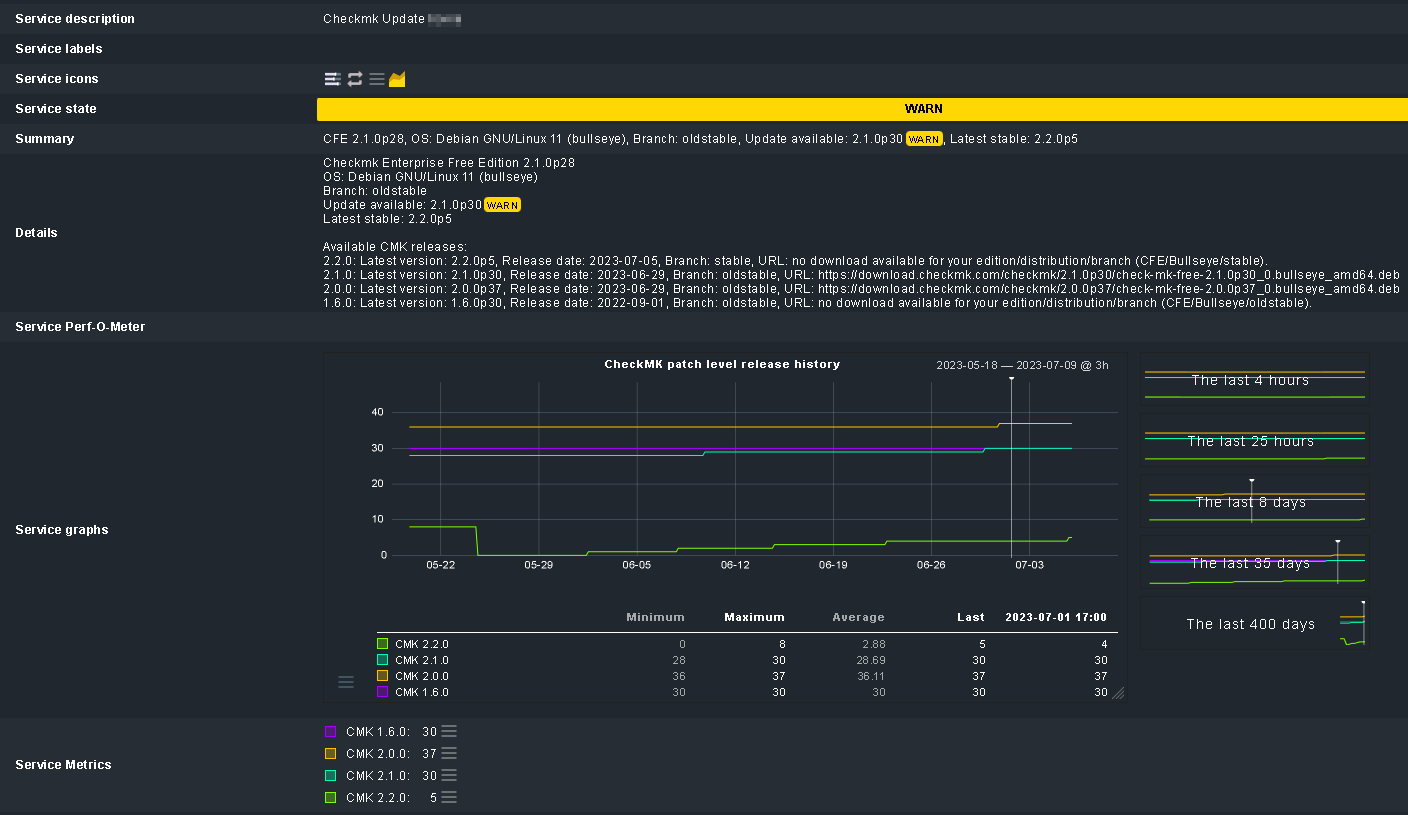 Service description Checkmk Update
Service labels
Service icons
Service state WARN
Summary CFE 2.1.0p28, OS: Debian GNU/Linux 11 (bullseye), Branch: oldstable, Update available: 2.1.0p30 WARN, Latest stable: 2.2.0p5
Checkmk Enterprise Free Edition 2.1.0p28
OS: Debian GNU/Linux 11 (bullseye)
Branch: oldstable
Update available: 2.1.0p30 WARN
Latest stable: 2.2.0p5
Details
Available CMK releases:
2.2.0: Latest version: 2.2.0p5, Release date: 2023-07-05, Branch: stable, URL: no download available for your edition/distribution/branch (CFE/Bullseye/stable).
2.1.0: Latest version: 2.1.0p30, Release date: 2023-06-29, Branch: oldstable, URL: https://download.checkmk.com/checkmk/2.1.0p30/check-mk-free-2.1.0p30_0.bullseye_amd64.deb
2.0.0: Latest version: 2.0.0p37, Release date: 2023-06-29, Branch: oldstable, URL: https://download.checkmk.com/checkmk/2.0.0p37/check-mk-free-2.0.0p37_0.bullseye_amd64.deb
1.6.0: Latest version: 1.6.0p30, Release date: 2022-09-01, Branch: oldstable, URL: no download available for your edition/distribution/branch (CFE/Bullseye/oldstable).
Service Perf-O-Meter
Service graphs
CheckMK patch level release history 2023-05-18 — 2023-07-09 @ 3h
40
30
20
10
0
05-22 05-29 06-05 06-12 06-19 06-26 07-03
Minimum Maximum Average Last 2023-07-01 17:00
CMK 2.2.0 0 8 2.88 5 4
CMK 2.1.0 28 30 28.69 30 30
CMK 2.0.0 36 37 36.11 37 37
CMK 1.6.0 30 30 30 30 30
The last 4 hours
The last 25 hours
The last 8 days
The last 35 days
The last 400 days
Service Metrics
CMK 1.6.0: 30
CMK 2.0.0: 37
CMK 2.1.0: 30
CMK 2.2.0: 5